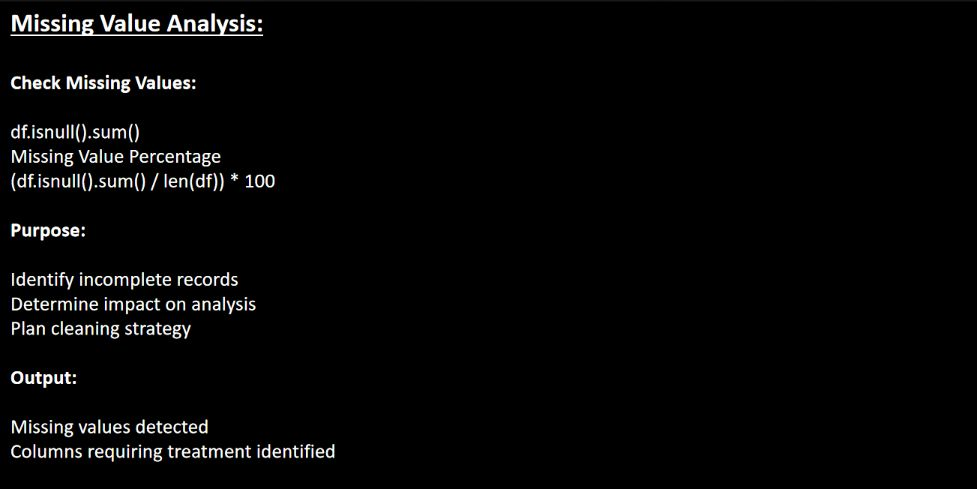 Missing Value Analysis:
Check Missing Values:
df.isnull().sum()
Missing Value Percentage
(df.isnull().sum() / len(df)) * 100
Purpose:
Identify incomplete records
Determine impact on analysis
Plan cleaning strategy
Output:
Missing values detected
Columns requiring treatment identified